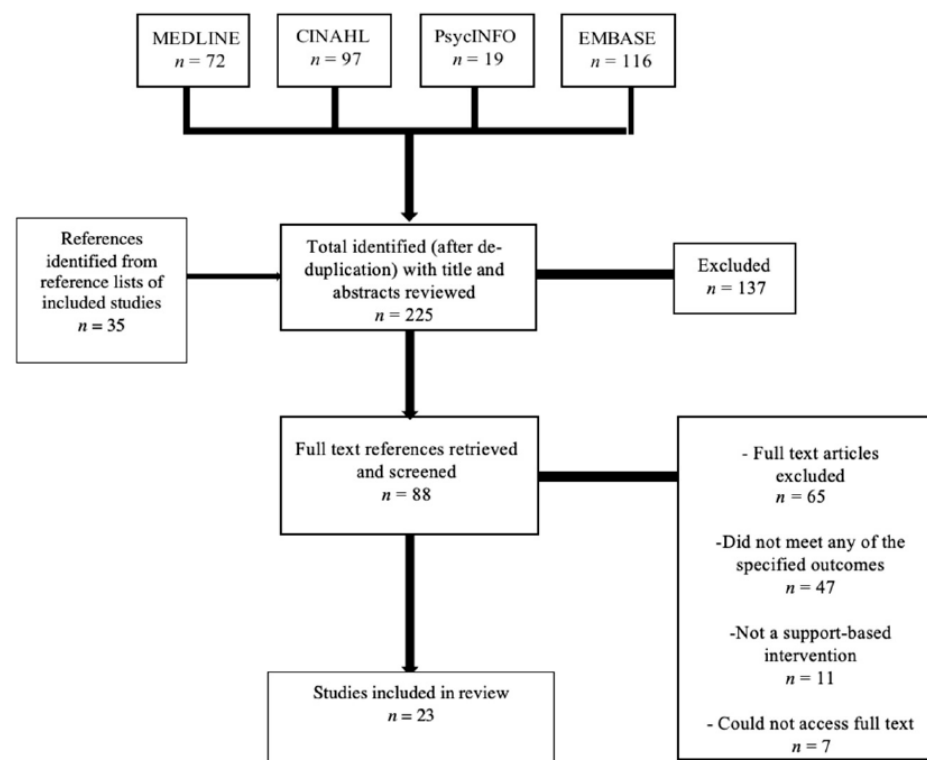 MEDLINE
n = 72
CINAHL
n = 97
PsycINFO
n = 19
EMBASE
n = 116
References
identified from
reference lists of
included studies
n = 35
Total identified (after de-
duplication) with title and
abstracts reviewed
n = 225
Excluded
n = 137
Full text references retrieved
and screened
n = 88
- Full text articles
excluded
n = 65
-Did not meet any of the
specified outcomes
n = 47
-Not a support-based
intervention
n = 11
- Could not access full text
n = 7
Studies included in review
n = 23